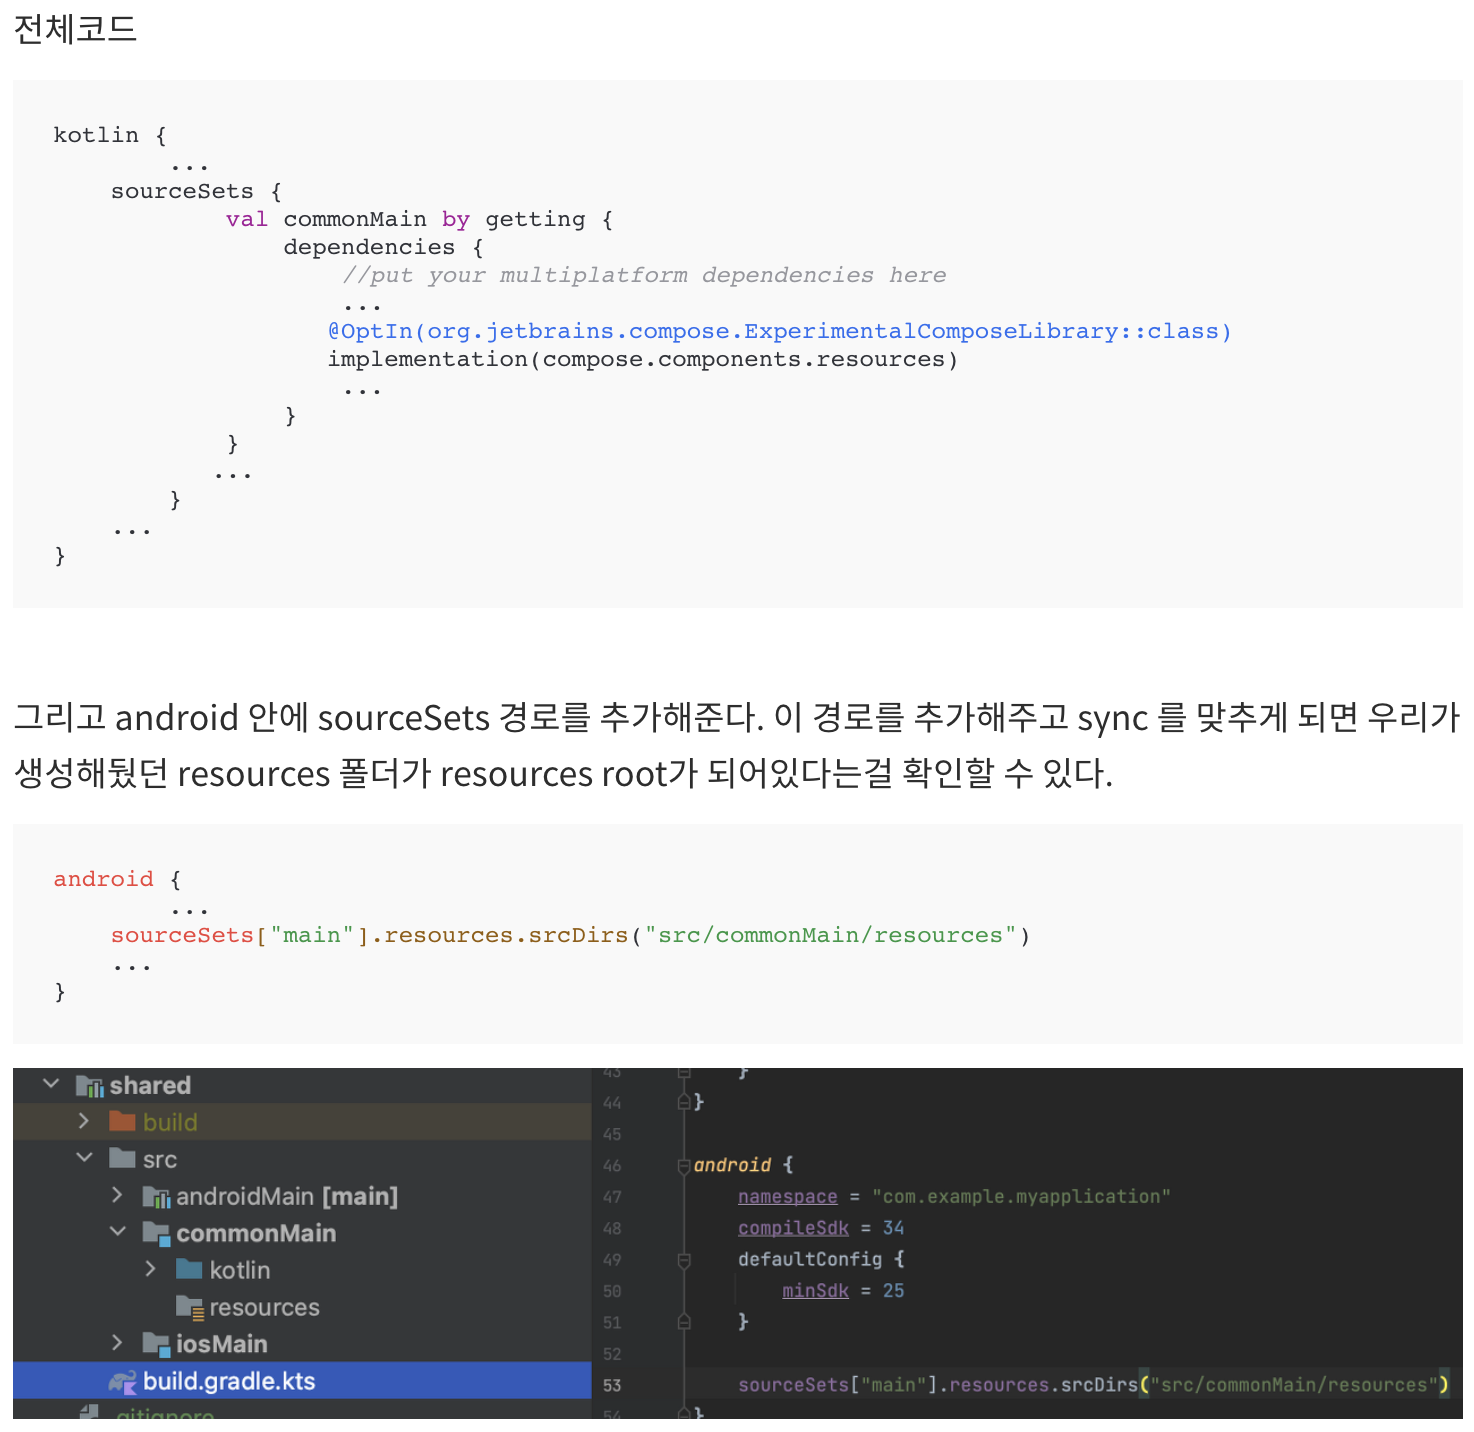 전체코드
kotlin {
...
sourceSets {
val commonMain by getting {
dependencies {
//put your multiplatform dependencies here
...
@OptIn(org.jetbrains.compose.ExperimentalComposeLibrary::class)
implementation(compose.components.resources)
...
}
}
...
}
...
}
그리고 android 안에 sourceSets 경로를 추가해준다. 이 경로를 추가해주고 sync 를 맞추게 되면 우리가
생성해뒀던 resources 폴더가 resources root가 되어있다는걸 확인할 수 있다.
android {
...
sourceSets["main"].resources.srcDirs("src/commonMain/resources")
...
}
shared
build
src
androidMain [main]
commonMain
kotlin
resources
iosMain
build.gradle.kts
.gitignore
43 }
44 }
45
46 android {
47 namespace = "com.example.myapplication"
48 compileSdk = 34
49 defaultConfig {
50 minSdk = 25
51 }
52
53 sourceSets["main"].resources.srcDirs("src/commonMain/resources")
54 }